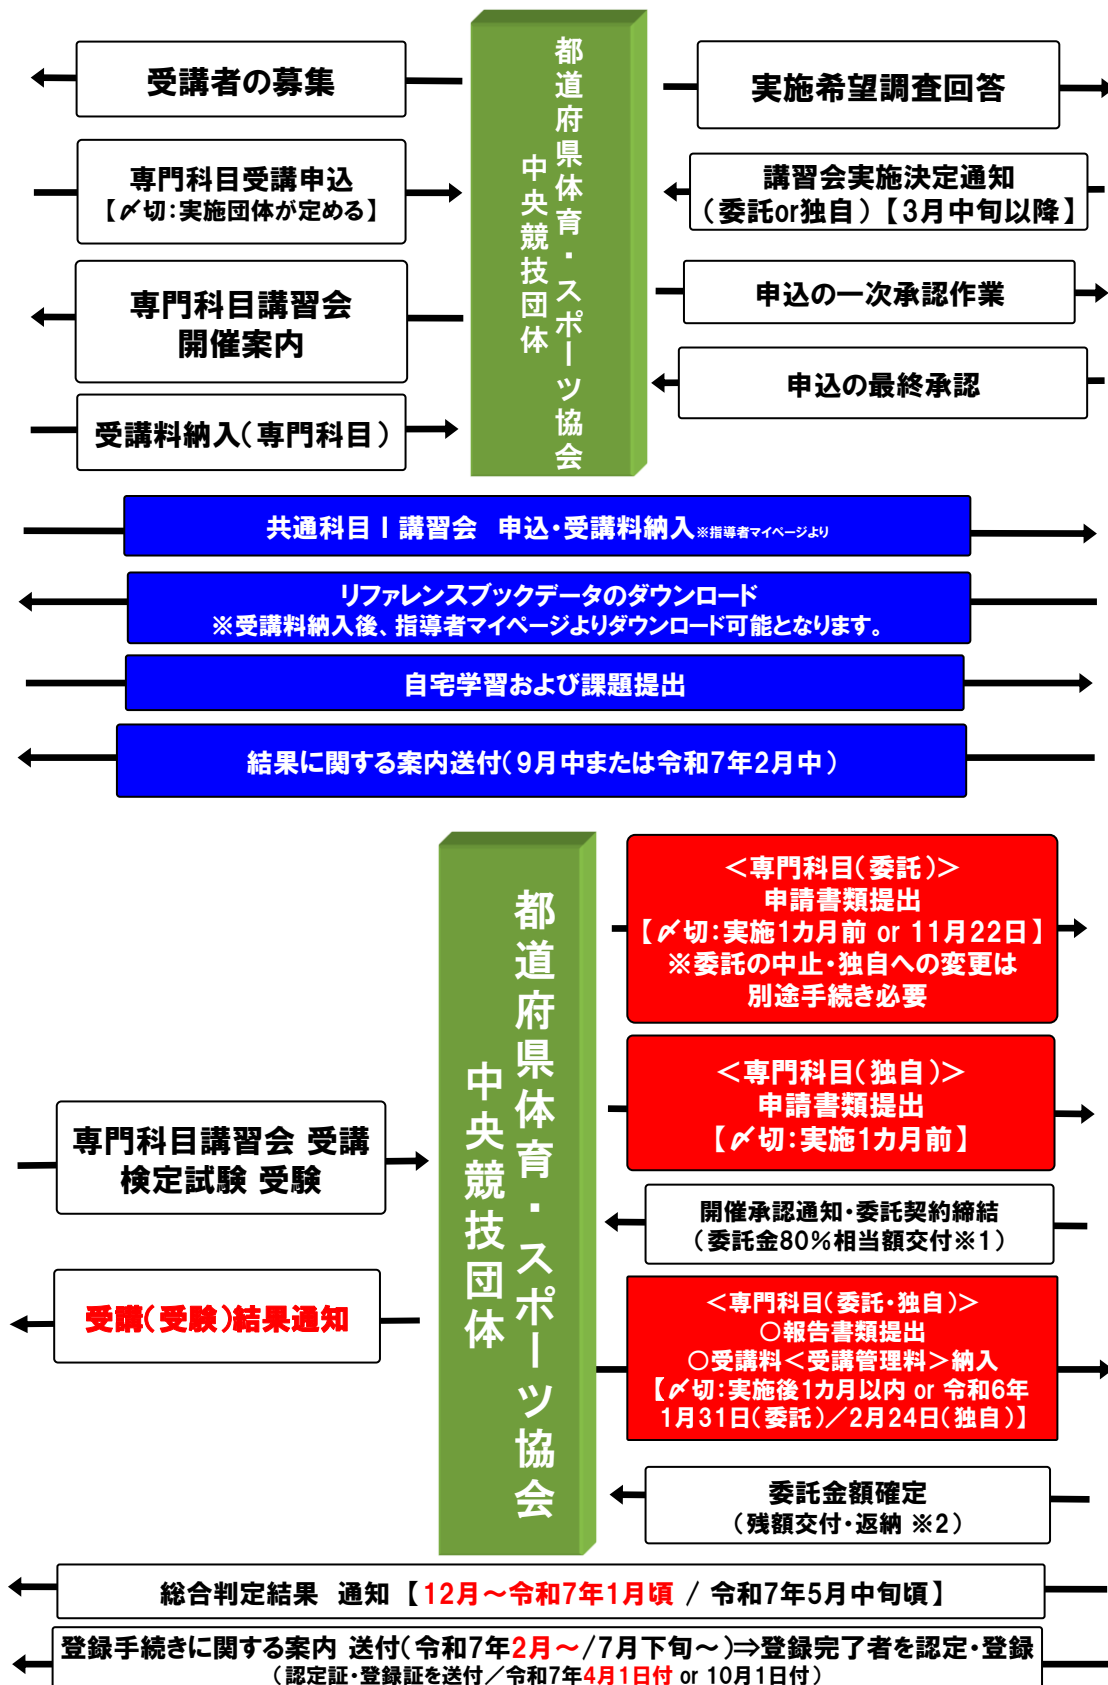 都道府県体育・スポーツ協会
中央競技団体
受講者の募集
専門科目受講申込
【〆切：実施団体が定める】
専門科目講習会
開催案内
受講料納入（専門科目）
実施希望調査回答
講習会実施決定通知
（委託or独自）【3月中旬以降】
申込の一次承認作業
申込の最終承認
共通科目Ⅰ講習会　申込・受講料納入※指導者マイページより
リファレンスブックデータのダウンロード
※受講料納入後、指導者マイページよりダウンロード可能となります。
自宅学習および課題提出
結果に関する案内送付（9月中または令和7年2月中）
都道府県体育・スポーツ協会
中央競技団体
専門科目講習会 受講
検定試験 受験
受講（受験）結果通知
＜専門科目（委託）＞
申請書類提出
【〆切：実施1カ月前 or 11月22日】
※委託の中止・独自への変更は
別途手続き必要
＜専門科目（独自）＞
申請書類提出
【〆切：実施1カ月前】
開催承認通知・委託契約締結
（委託金80％相当額交付※1）
＜専門科目（委託・独自）＞
○報告書類提出
○受講料＜受講管理料＞納入
【〆切：実施後1カ月以内 or 令和6年
1月31日（委託）／2月24日（独自）】
委託金額確定
（残額交付・返納 ※2）
総合判定結果　通知【12月～令和7年1月頃 / 令和7年5月中旬頃】
登録手続きに関する案内 送付（令和7年2月～/7月下旬～）⇒登録完了者を認定・登録
（認定証・登録証を送付／令和7年4月1日付 or 10月1日付）